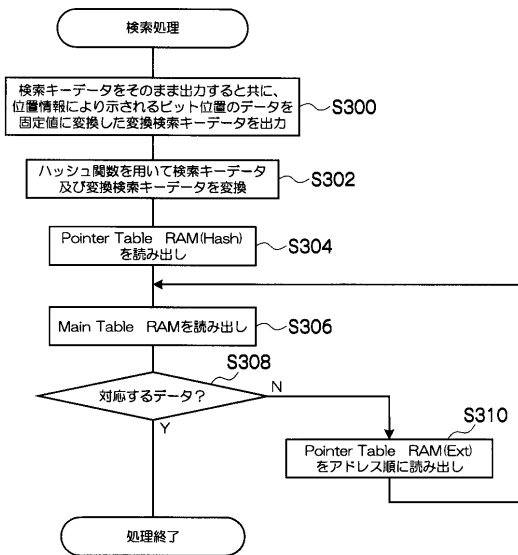 検索処理
検索キーデータをそのまま出力すると共に、
位置情報により示されるビット位置のデータを
固定値に変換した変換検索キーデータを出力
S300
ハッシュ関数を用いて検索キーデータ
及び変換検索キーデータを変換
S302
Pointer Table RAM(Hash)
を読み出し
S304
Main Table RAMを読み出し
S306
S308
対応するデータ?
N
Y
S310
Pointer Table RAM(Ext)
をアドレス順に読み出し
処理終了